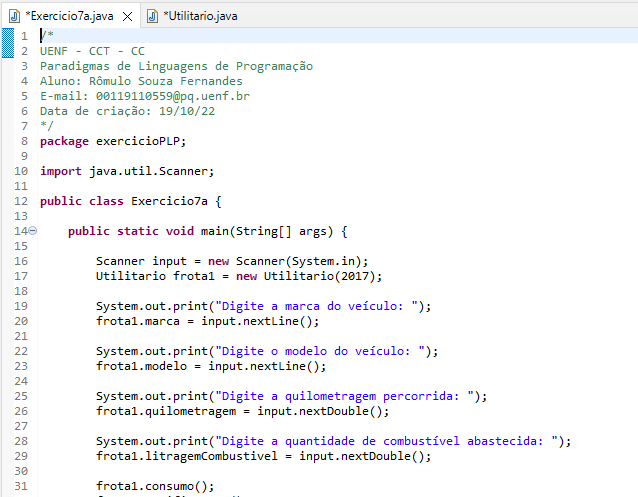 *Exercicio7a.java *Utilitario.java
1 /*
2 UENF - CCT - CC
3 Paradigmas de Linguagens de Programação
4 Aluno: Rômulo Souza Fernandes
5 E-mail: 00119110559@pq.uenf.br
6 Data de criação: 19/10/22
7 */
8 package exercicioPLP;
9
10 import java.util.Scanner;
11
12 public class Exercicio7a {
13
14 public static void main(String[] args) {
15
16 Scanner input = new Scanner(System.in);
17 Utilitario frota1 = new Utilitario(2017);
18
19 System.out.print("Digite a marca do veículo: ");
20 frota1.marca = input.nextLine();
21
22 System.out.print("Digite o modelo do veículo: ");
23 frota1.modelo = input.nextLine();
24
25 System.out.print("Digite a quilometragem percorrida: ");
26 frota1.quilometragem = input.nextDouble();
27
28 System.out.print("Digite a quantidade de combustível abastecida: ");
29 frota1.litragemCombustivel = input.nextDouble();
30
31 frota1.consumo();